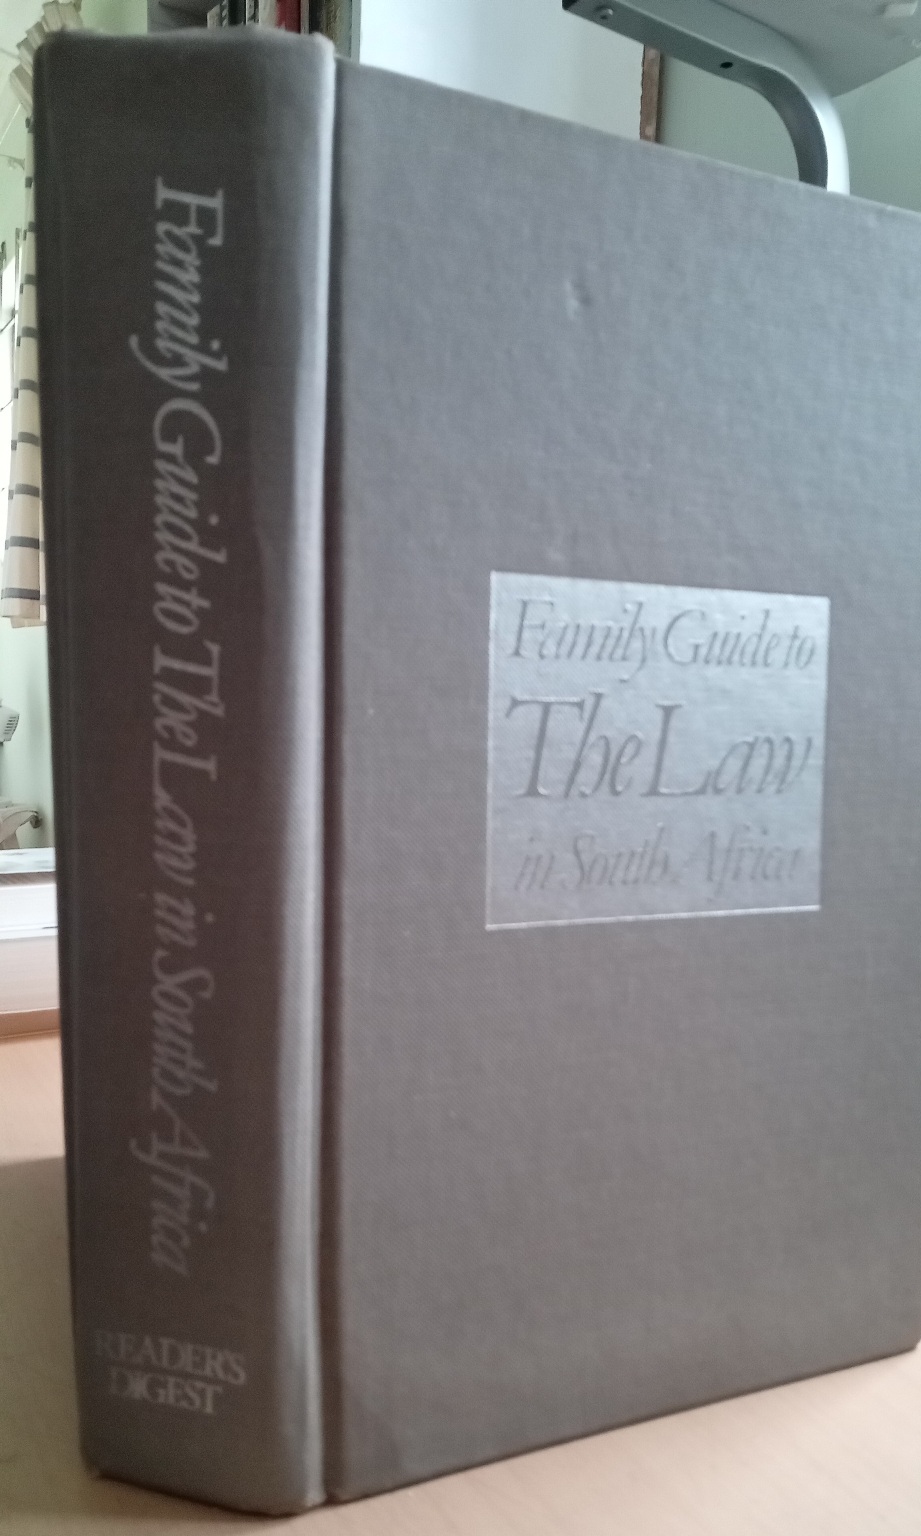 Family Guide to The Law in South Africa
READER'S
DIGEST
Family Guide to
The Law
in South Africa